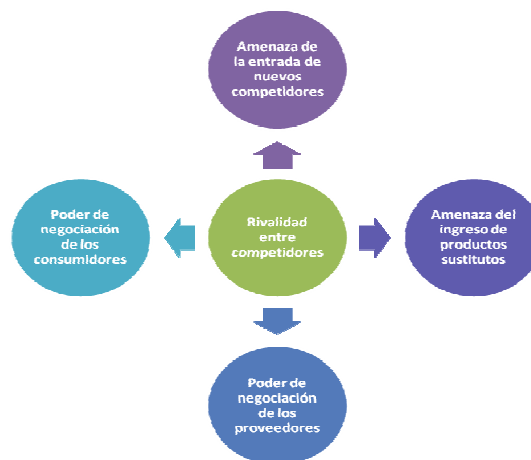 Amenaza de
la entrada de
nuevos
competidores
Poder de
negociación
de los
consumidores
Rivalidad
entre
competidores
Amenaza del
ingreso de
productos
sustitutos
Poder de
negociación
de los
proveedores